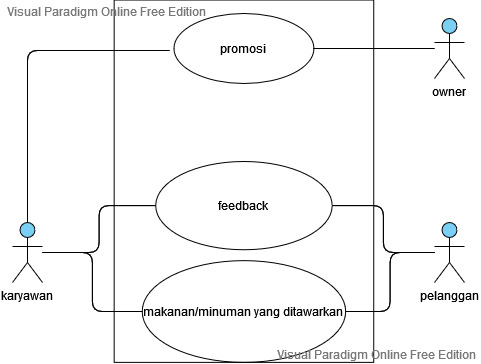 Visual Paradigm Online Free Edition
promosi
owner
feedback
karyawan
pelanggan
makanan/minuman yang ditawarkan
Visual Paradigm Online Free Edition